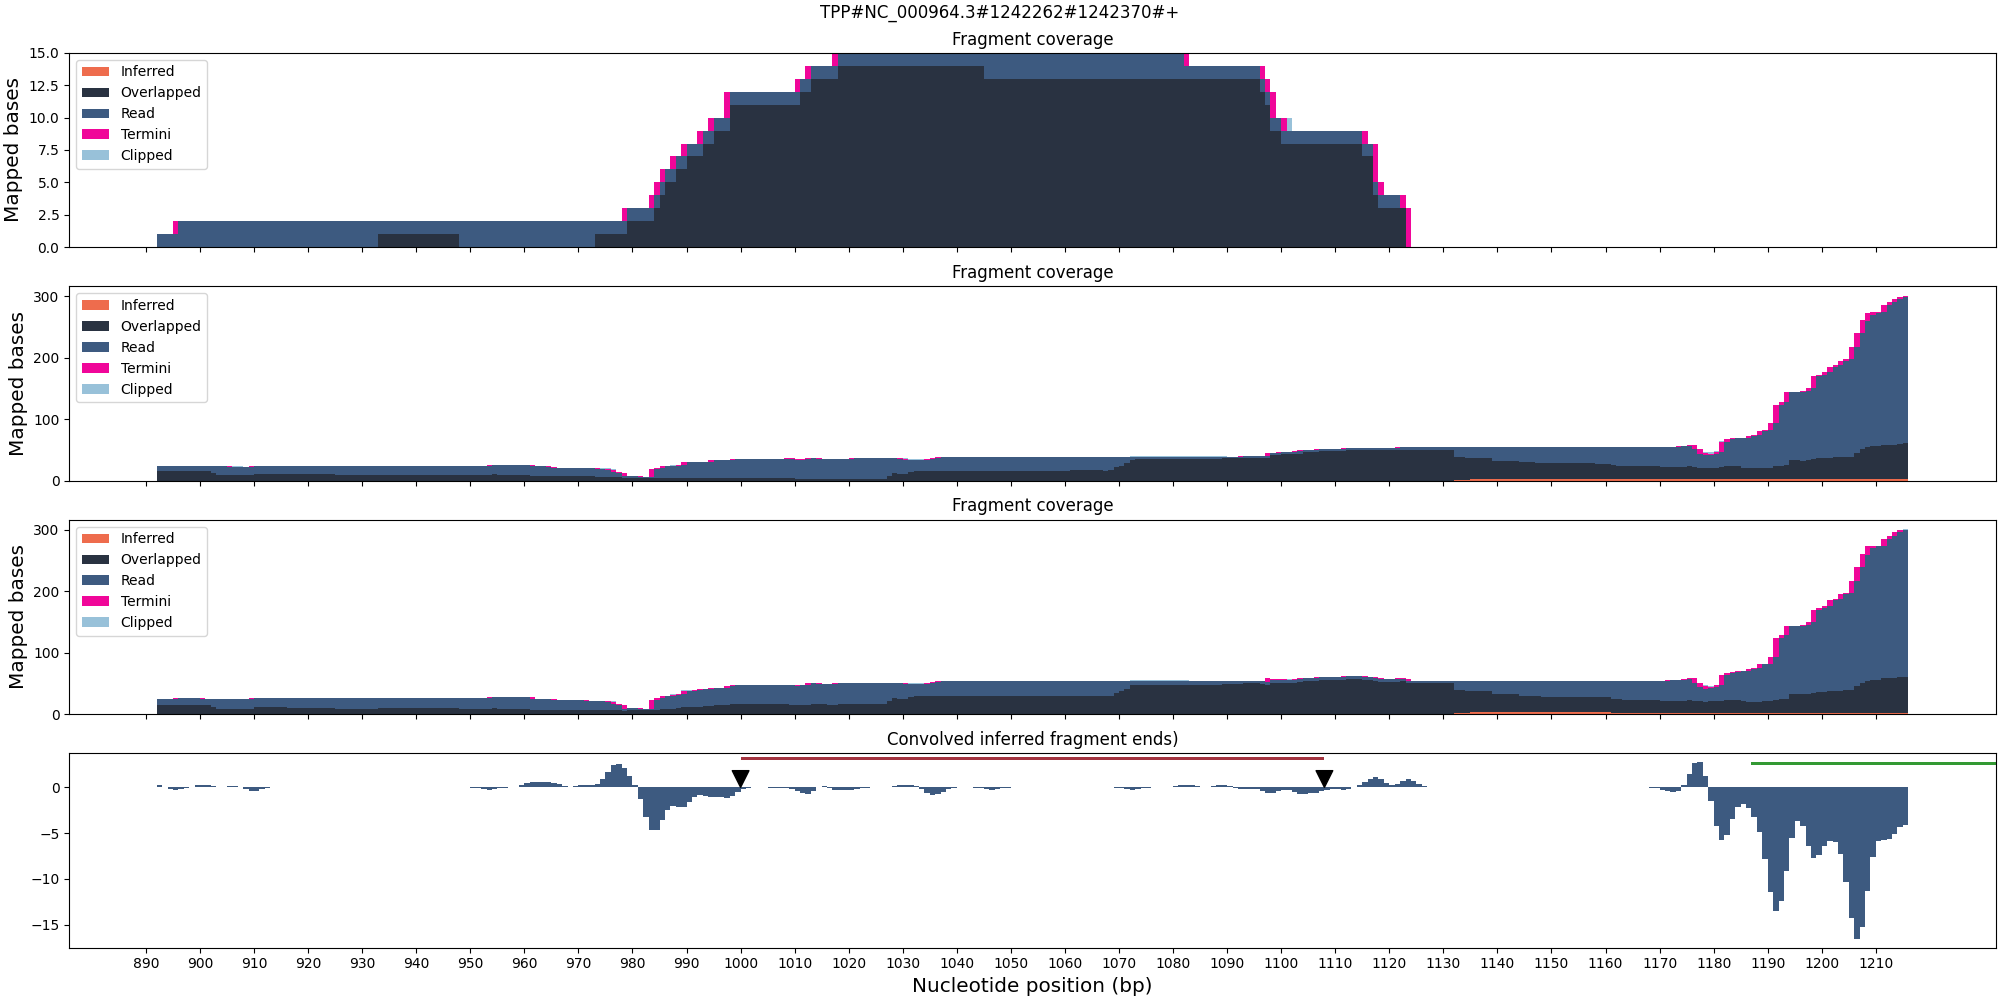 TPP#NC_000964.3#1242262#1242370#+
Fragment coverage
Mapped bases
15.0
12.5
10.0
7.5
5.0
2.5
0.0
Inferred
Overlapped
Read
Termini
Clipped
Fragment coverage
Mapped bases
300
200
100
0
Inferred
Overlapped
Read
Termini
Clipped
Fragment coverage
Mapped bases
300
200
100
0
Inferred
Overlapped
Read
Termini
Clipped
Convolved inferred fragment ends)
0
−5
−10
−15
890 900 910 920 930 940 950 960 970 980 990 1000 1010 1020 1030 1040 1050 1060 1070 1080 1090 1100 1110 1120 1130 1140 1150 1160 1170 1180 1190 1200 1210
Nucleotide position (bp)